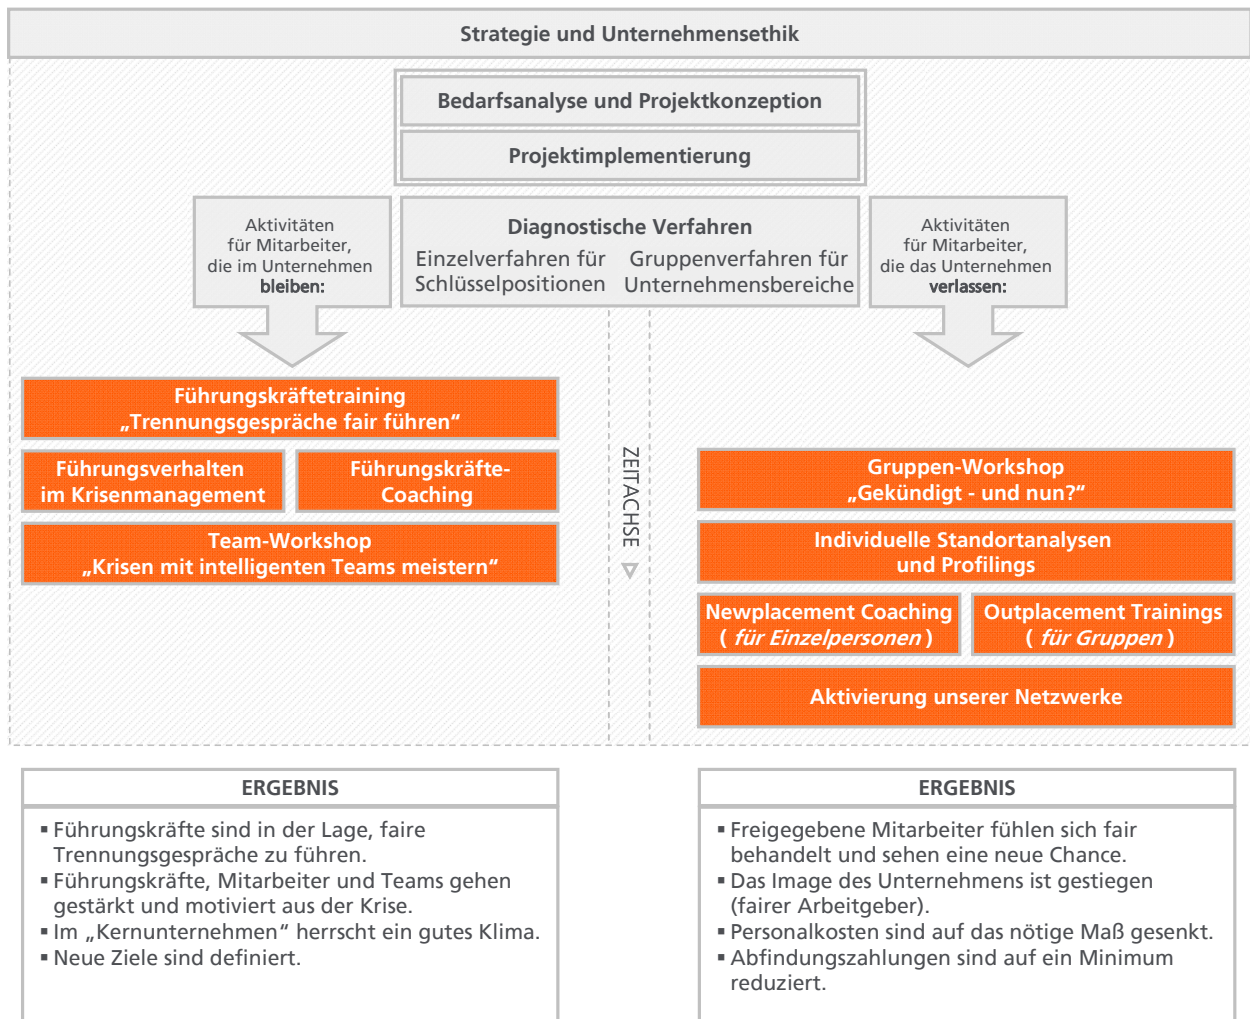 Strategie und Unternehmensethik
Bedarfsanalyse und Projektkonzeption
Projektimplementierung
Aktivitäten
für Mitarbeiter,
die im Unternehmen
bleiben:
Diagnostische Verfahren
Einzelverfahren für
Schlüsselpositionen
Gruppenverfahren für
Unternehmensbereiche
Aktivitäten
für Mitarbeiter,
die das Unternehmen
verlassen:
Führungskräftetraining
„Trennungsgespräche fair führen“
Führungsverhalten
im Krisenmanagement
Führungskräfte-
Coaching
Team-Workshop
„Krisen mit intelligenten Teams meistern“
ZEITACHSE
Gruppen-Workshop
„Gekündigt - und nun?“
Individuelle Standortanalysen
und Profilings
Newplacement Coaching
( für Einzelpersonen )
Outplacement Trainings
( für Gruppen )
Aktivierung unserer Netzwerke
ERGEBNIS
▪ Führungskräfte sind in der Lage, faire
Trennungsgespräche zu führen.
▪ Führungskräfte, Mitarbeiter und Teams gehen
gestärkt und motiviert aus der Krise.
▪ Im „Kernunternehmen“ herrscht ein gutes Klima.
▪ Neue Ziele sind definiert.
ERGEBNIS
▪ Freigegebene Mitarbeiter fühlen sich fair
behandelt und sehen eine neue Chance.
▪ Das Image des Unternehmens ist gestiegen
(fairer Arbeitgeber).
▪ Personalkosten sind auf das nötige Maß gesenkt.
▪ Abfindungszahlungen sind auf ein Minimum
reduziert.